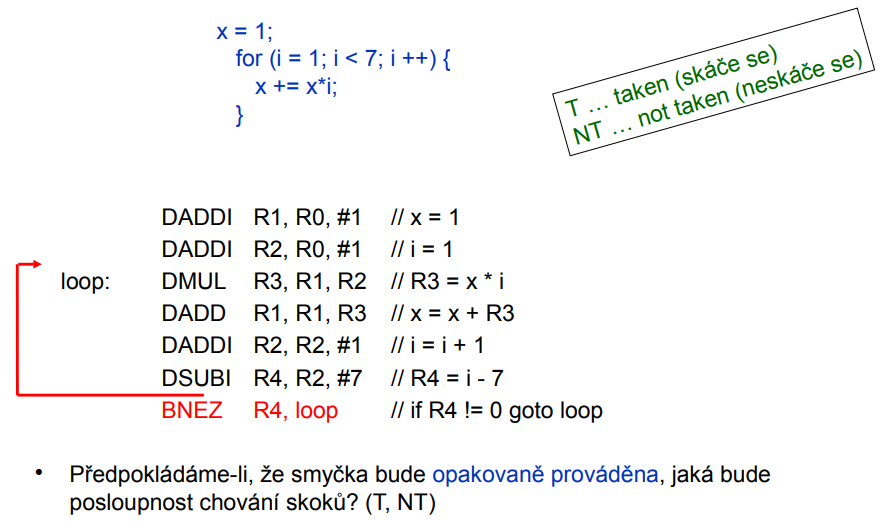 x = 1;
for (i = 1; i < 7; i ++) {
x += x*i;
}
T … taken (skáče se)
NT … not taken (neskáče se)
DADDI R1, R0, #1 // x = 1
DADDI R2, R0, #1 // i = 1
loop: DMUL R3, R1, R2 // R3 = x * i
DADD R1, R1, R3 // x = x + R3
DADDI R2, R2, #1 // i = i + 1
DSUBI R4, R2, #7 // R4 = i - 7
BNEZ R4, loop // if R4 != 0 goto loop
• Předpokládáme-li, že smyčka bude opakovaně prováděna, jaká bude
posloupnost chování skoků? (T, NT)